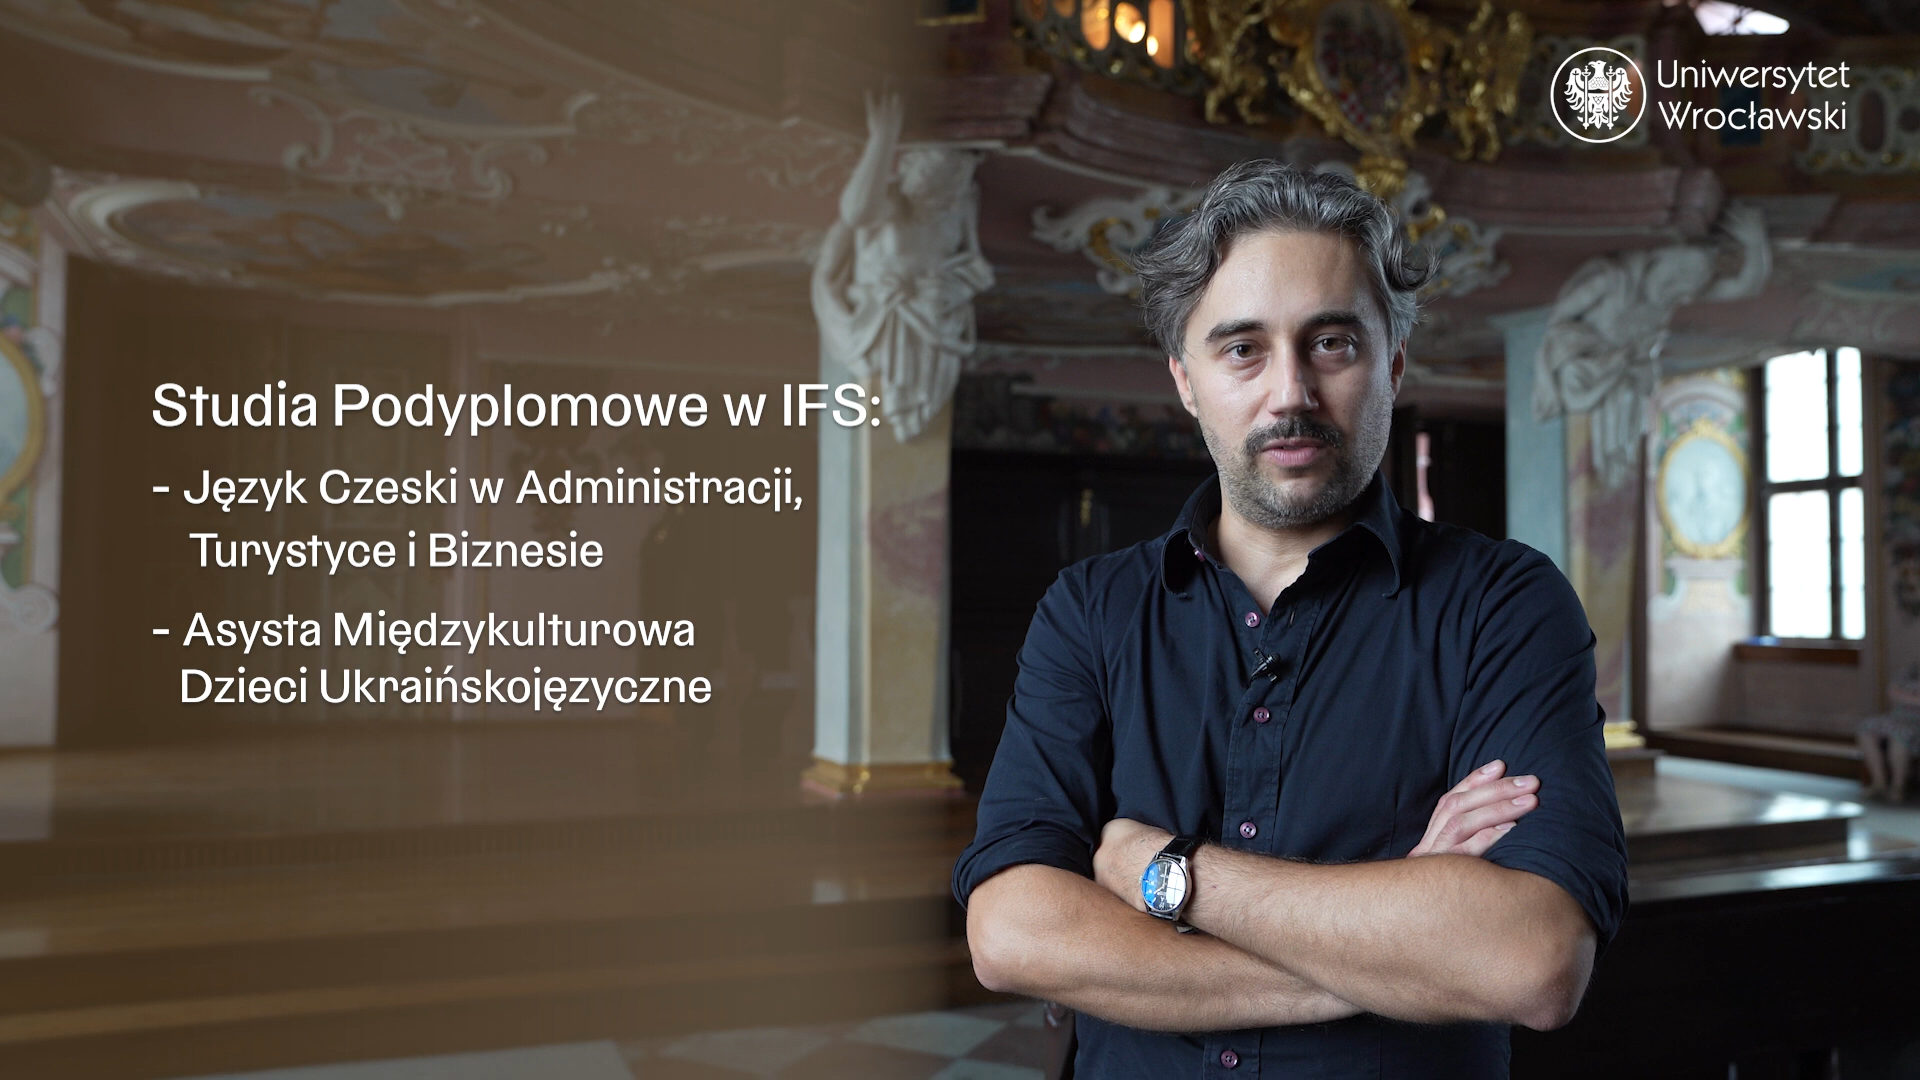 Uniwersytet
Wrocławski
Studia Podyplomowe w IFS:
- Język Czeski w Administracji,
Turystyce i Biznesie
- Asysta Międzykulturowa
Dzieci Ukraińskojęzyczne